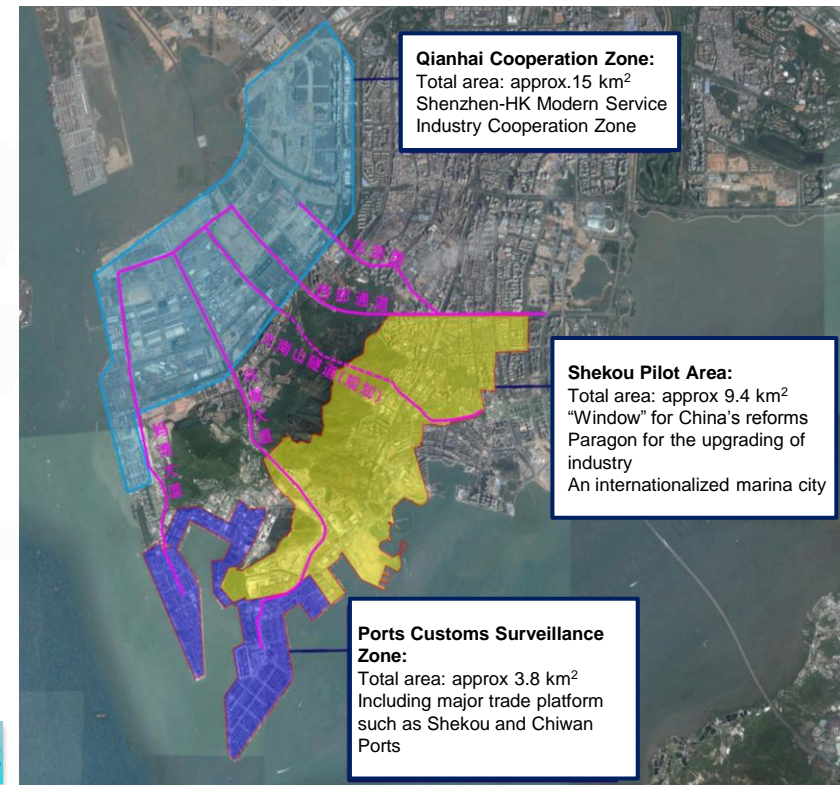 Qianhai Cooperation Zone:
Total area: approx.15 km²
Shenzhen-HK Modern Service
Industry Cooperation Zone
Shekou Pilot Area:
Total area: approx 9.4 km²
“Window” for China’s reforms
Paragon for the upgrading of
industry
An internationalized marina city
Ports Customs Surveillance
Zone:
Total area: approx 3.8 km²
Including major trade platform
such as Shekou and Chiwan
Ports